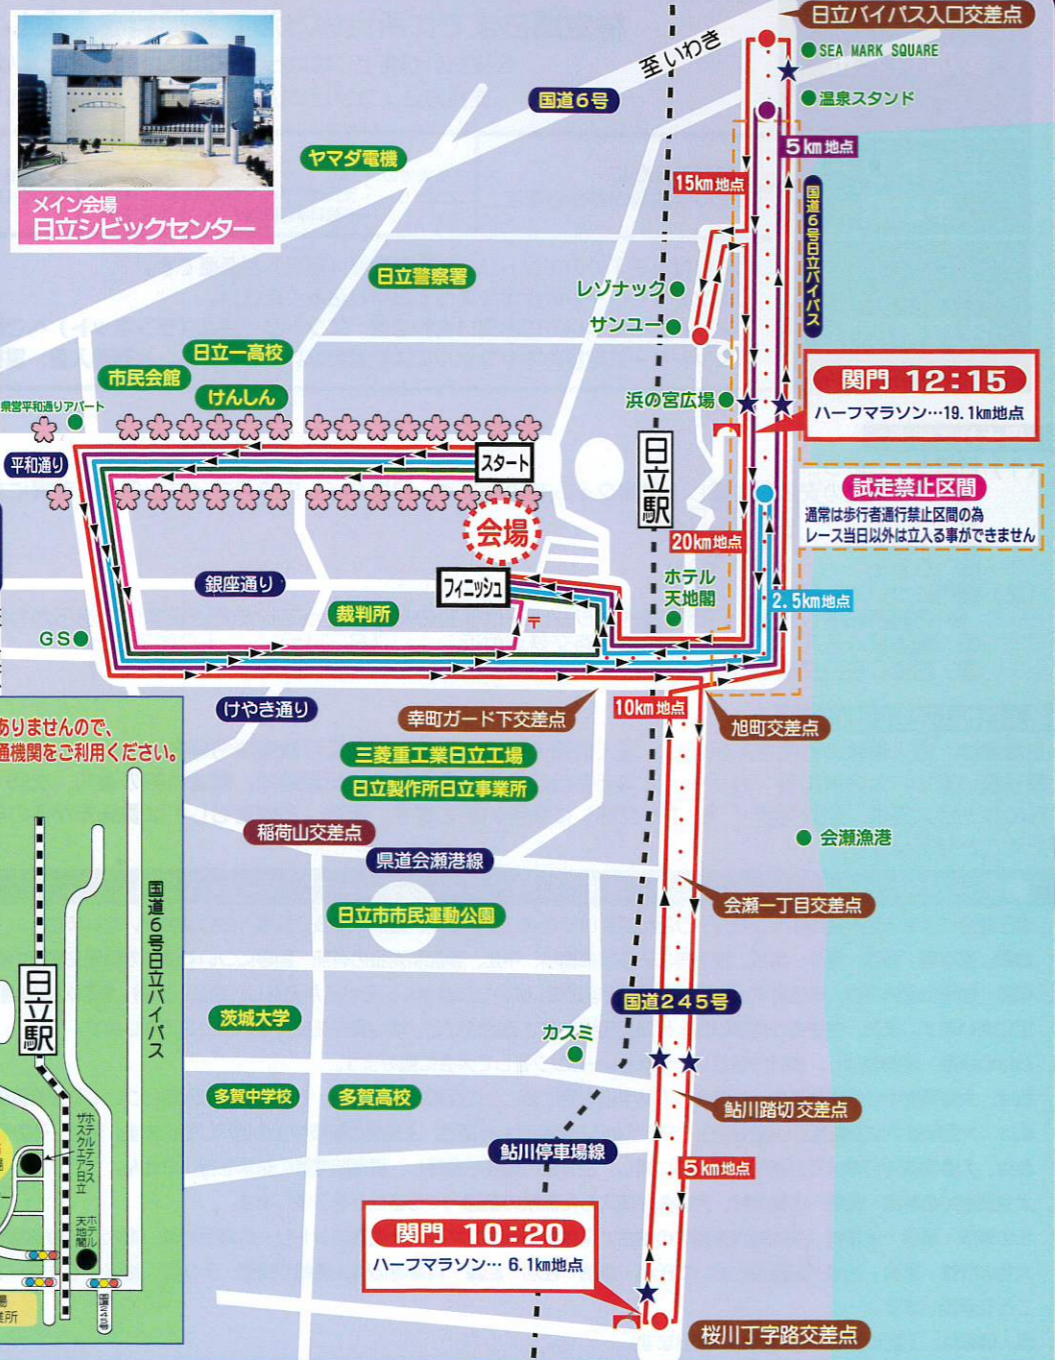 メイン会場
日立シビックセンター
日立バイパス入口交差点
SEA MARK SQUARE
至いわき
温泉スタンド
国道6号
ヤマダ電機
5km地点
15km地点
国道6号日立バイパス
日立警察署
レゾナック
サンユー
日立一高校
市民会館
けんしん
県営平和通りアパート
浜の宮広場
関門 12:15
ハーフマラソン…19.1km地点
平和通り
スタート
日立駅
試走禁止区間
通常は歩行者通行禁止区間の為
レース当日以外は立入る事ができません
会場
20km地点
銀座通り
フィニッシュ
ホテル
天地閣
2.5km地点
裁判所
〒
GS
けやき通り
幸町ガード下交差点
10km地点
旭町交差点
ありませんので、
通機関をご利用ください。
三菱重工業日立工場
日立製作所日立事業所
稲荷山交差点
県道会瀬港線
会瀬漁港
日立市市民運動公園
会瀬一丁目交差点
国道6号日立バイパス
日立駅
国道245号
茨城大学
カスミ
多賀中学校
多賀高校
鮎川踏切交差点
鮎川停車場線
5km地点
ホテルテラス
ザスクエア日立
ホテル
天地閣
関門 10:20
ハーフマラソン… 6.1km地点
桜川丁字路交差点